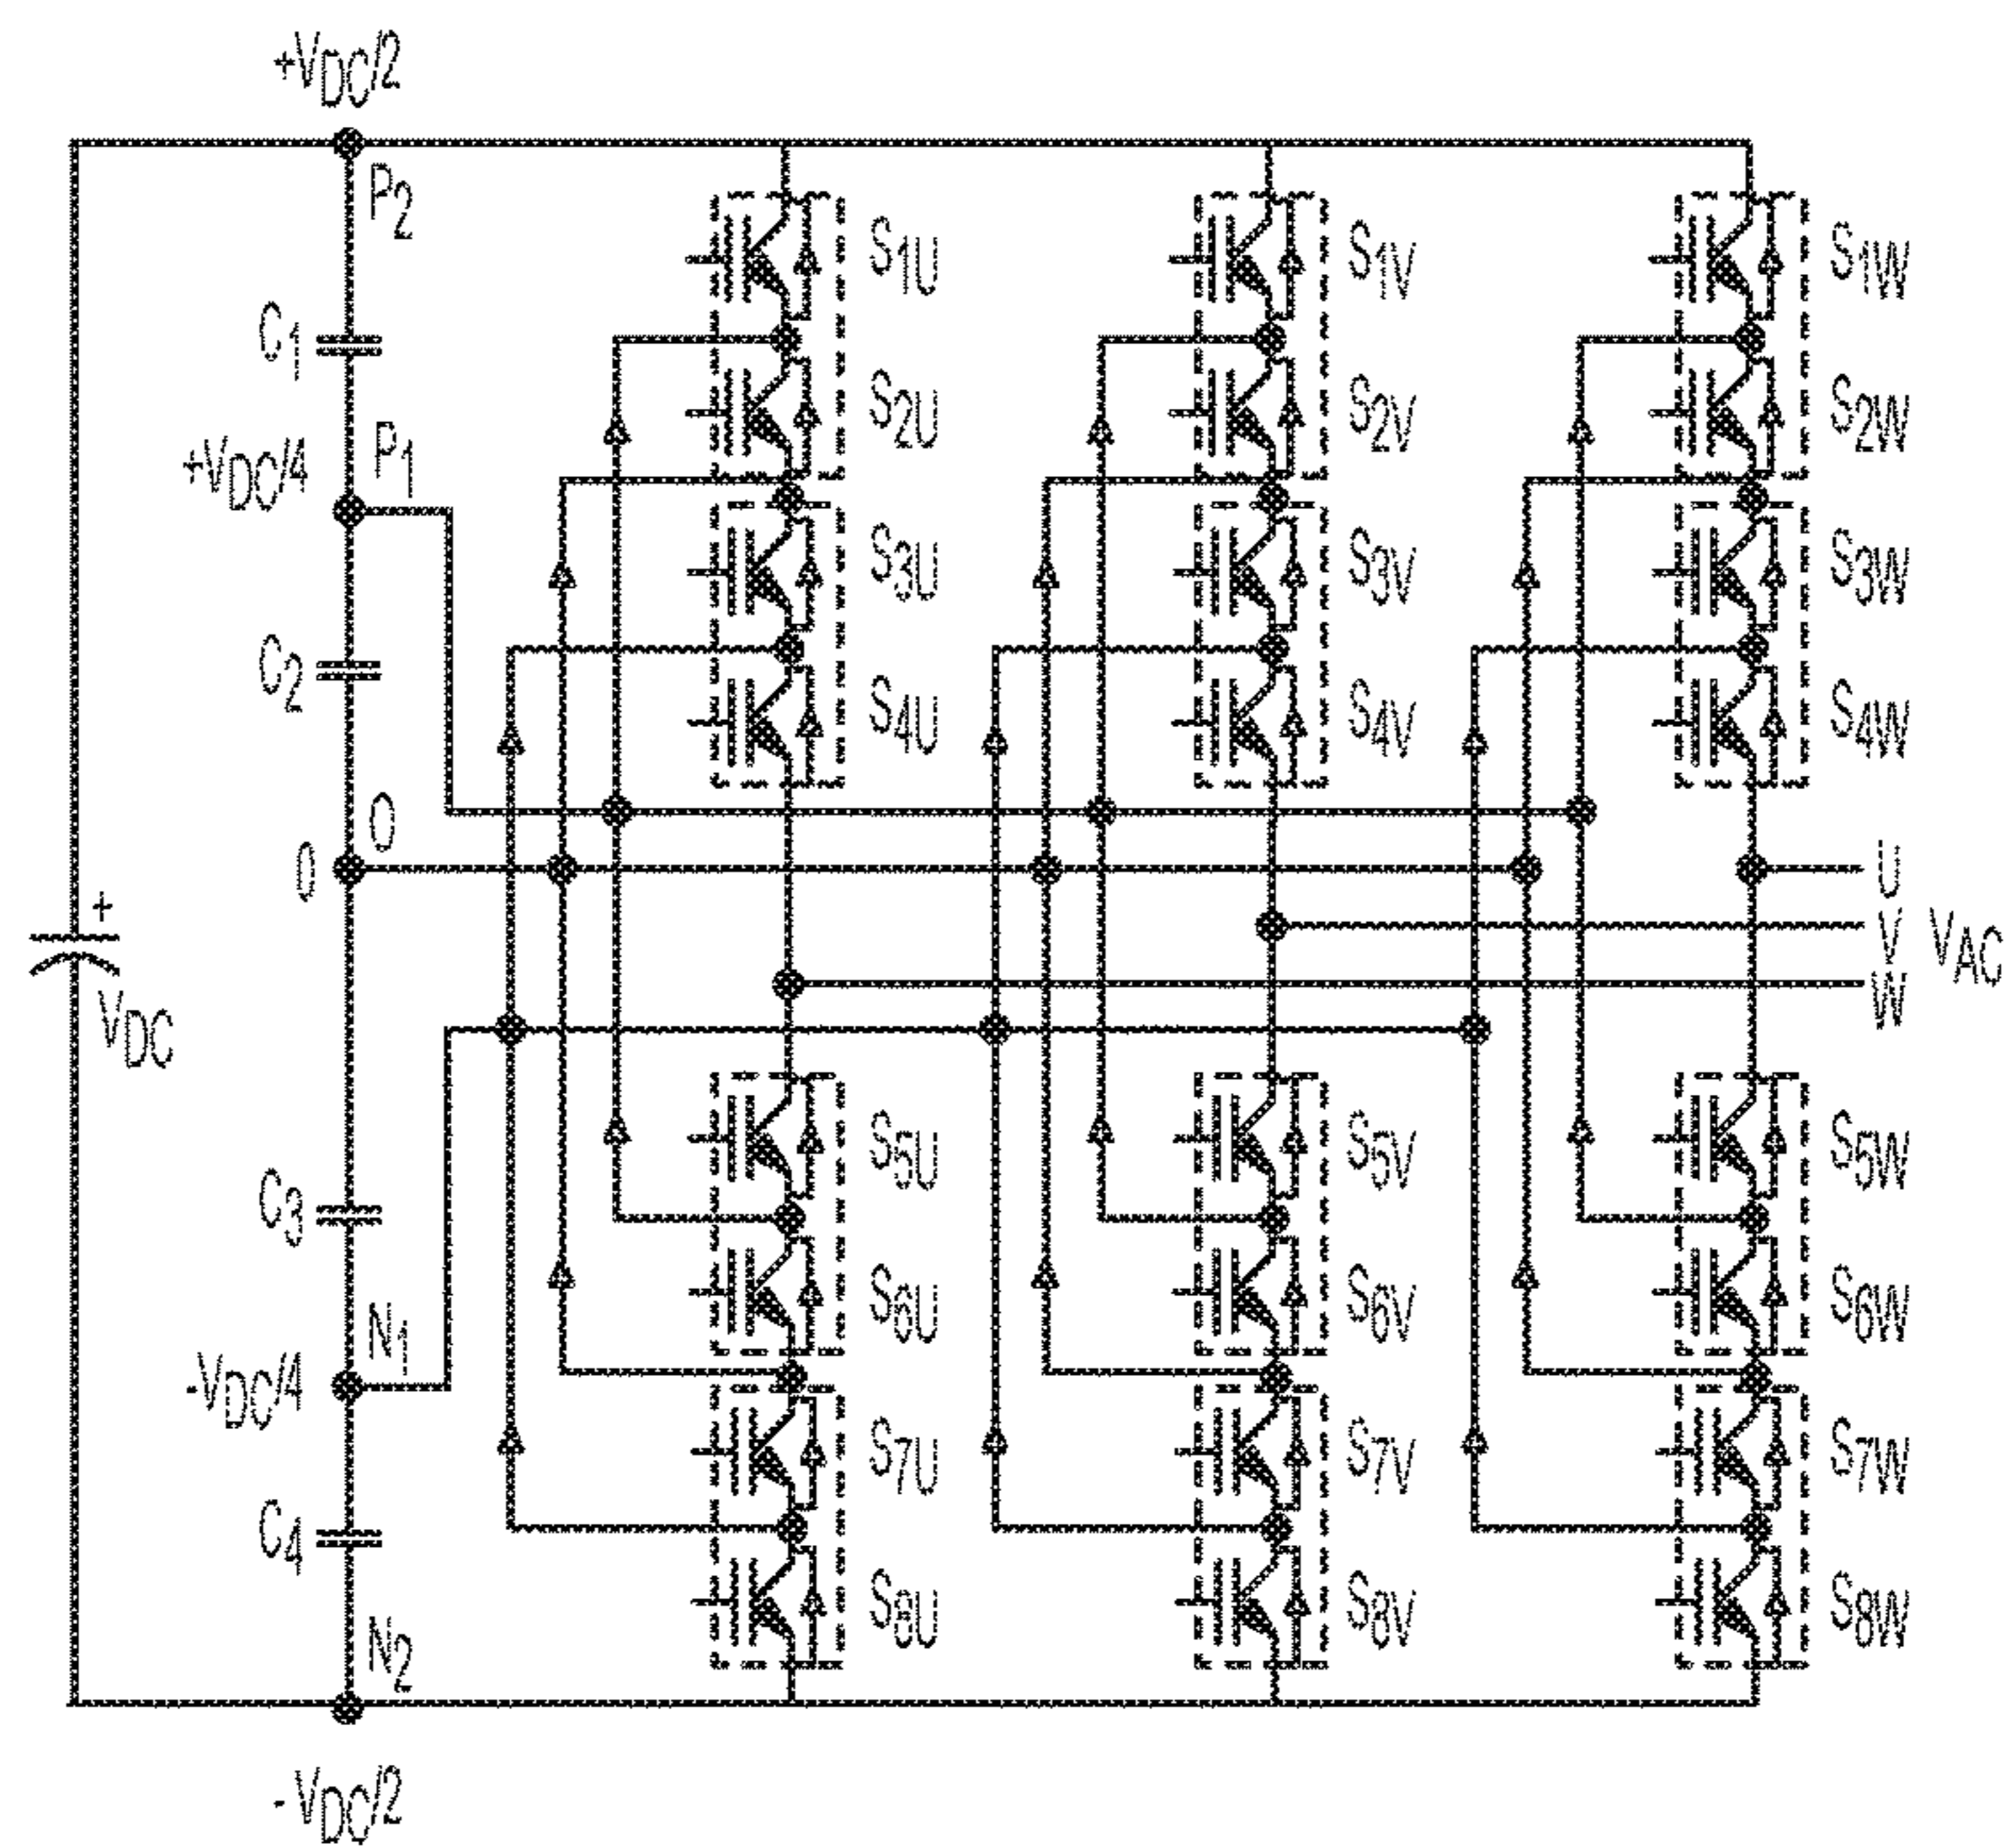 +VDC/2
P2
S1U S1V S1W
C1
S2U S2V S2W
P1
+VDC/4
S3U S3V S3W
C2
S4U S4V S4W
O
0
U
+
V VAC
W
VDC
S5U S5V S5W
C3
S6U S6V S6W
N1
-VDC/4
S7U S7V S7W
C4
S8U S8V S8W
N2
-VDC/2